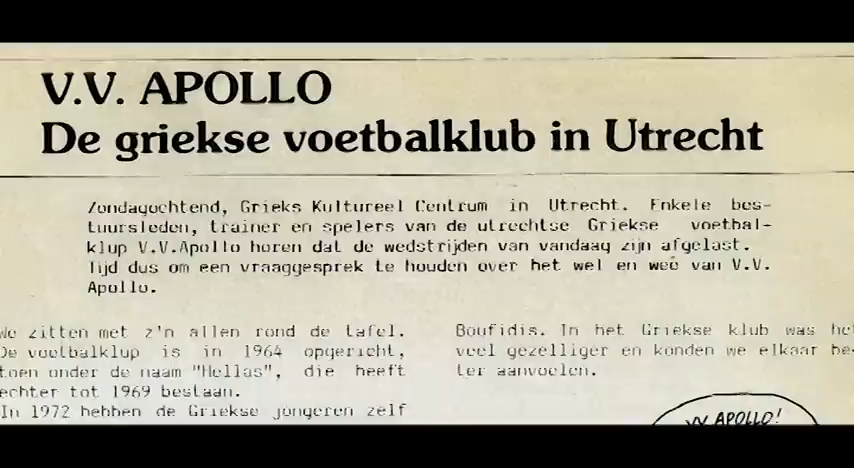 V.V. APOLLO
De griekse voetbalklub in Utrecht
Zondagochtend, Grieks Kultureel Centrum in Utrecht. Enkele bes-
tuursleden, trainer en spelers van de utrechtse Griekse voetbal-
klup V.V.Apollo horen dat de wedstrijden van vandaag zijn afgelast.
Tijd dus om een vraaggesprek te houden over het wel en weê van V.V.
Apollo.
We zitten met z'n allen rond de tafel.
De voetbalklup is in 1964 opgericht,
toen onder de naam "Hellas", die heeft
echter tot 1969 bestaan.
In 1972 hebben de Griekse jongeren zelf
Boufidis. In het Griekse klub was het
veel gezelliger en konden we elkaar be-
ter aanvoelen.
VV APOLLO!